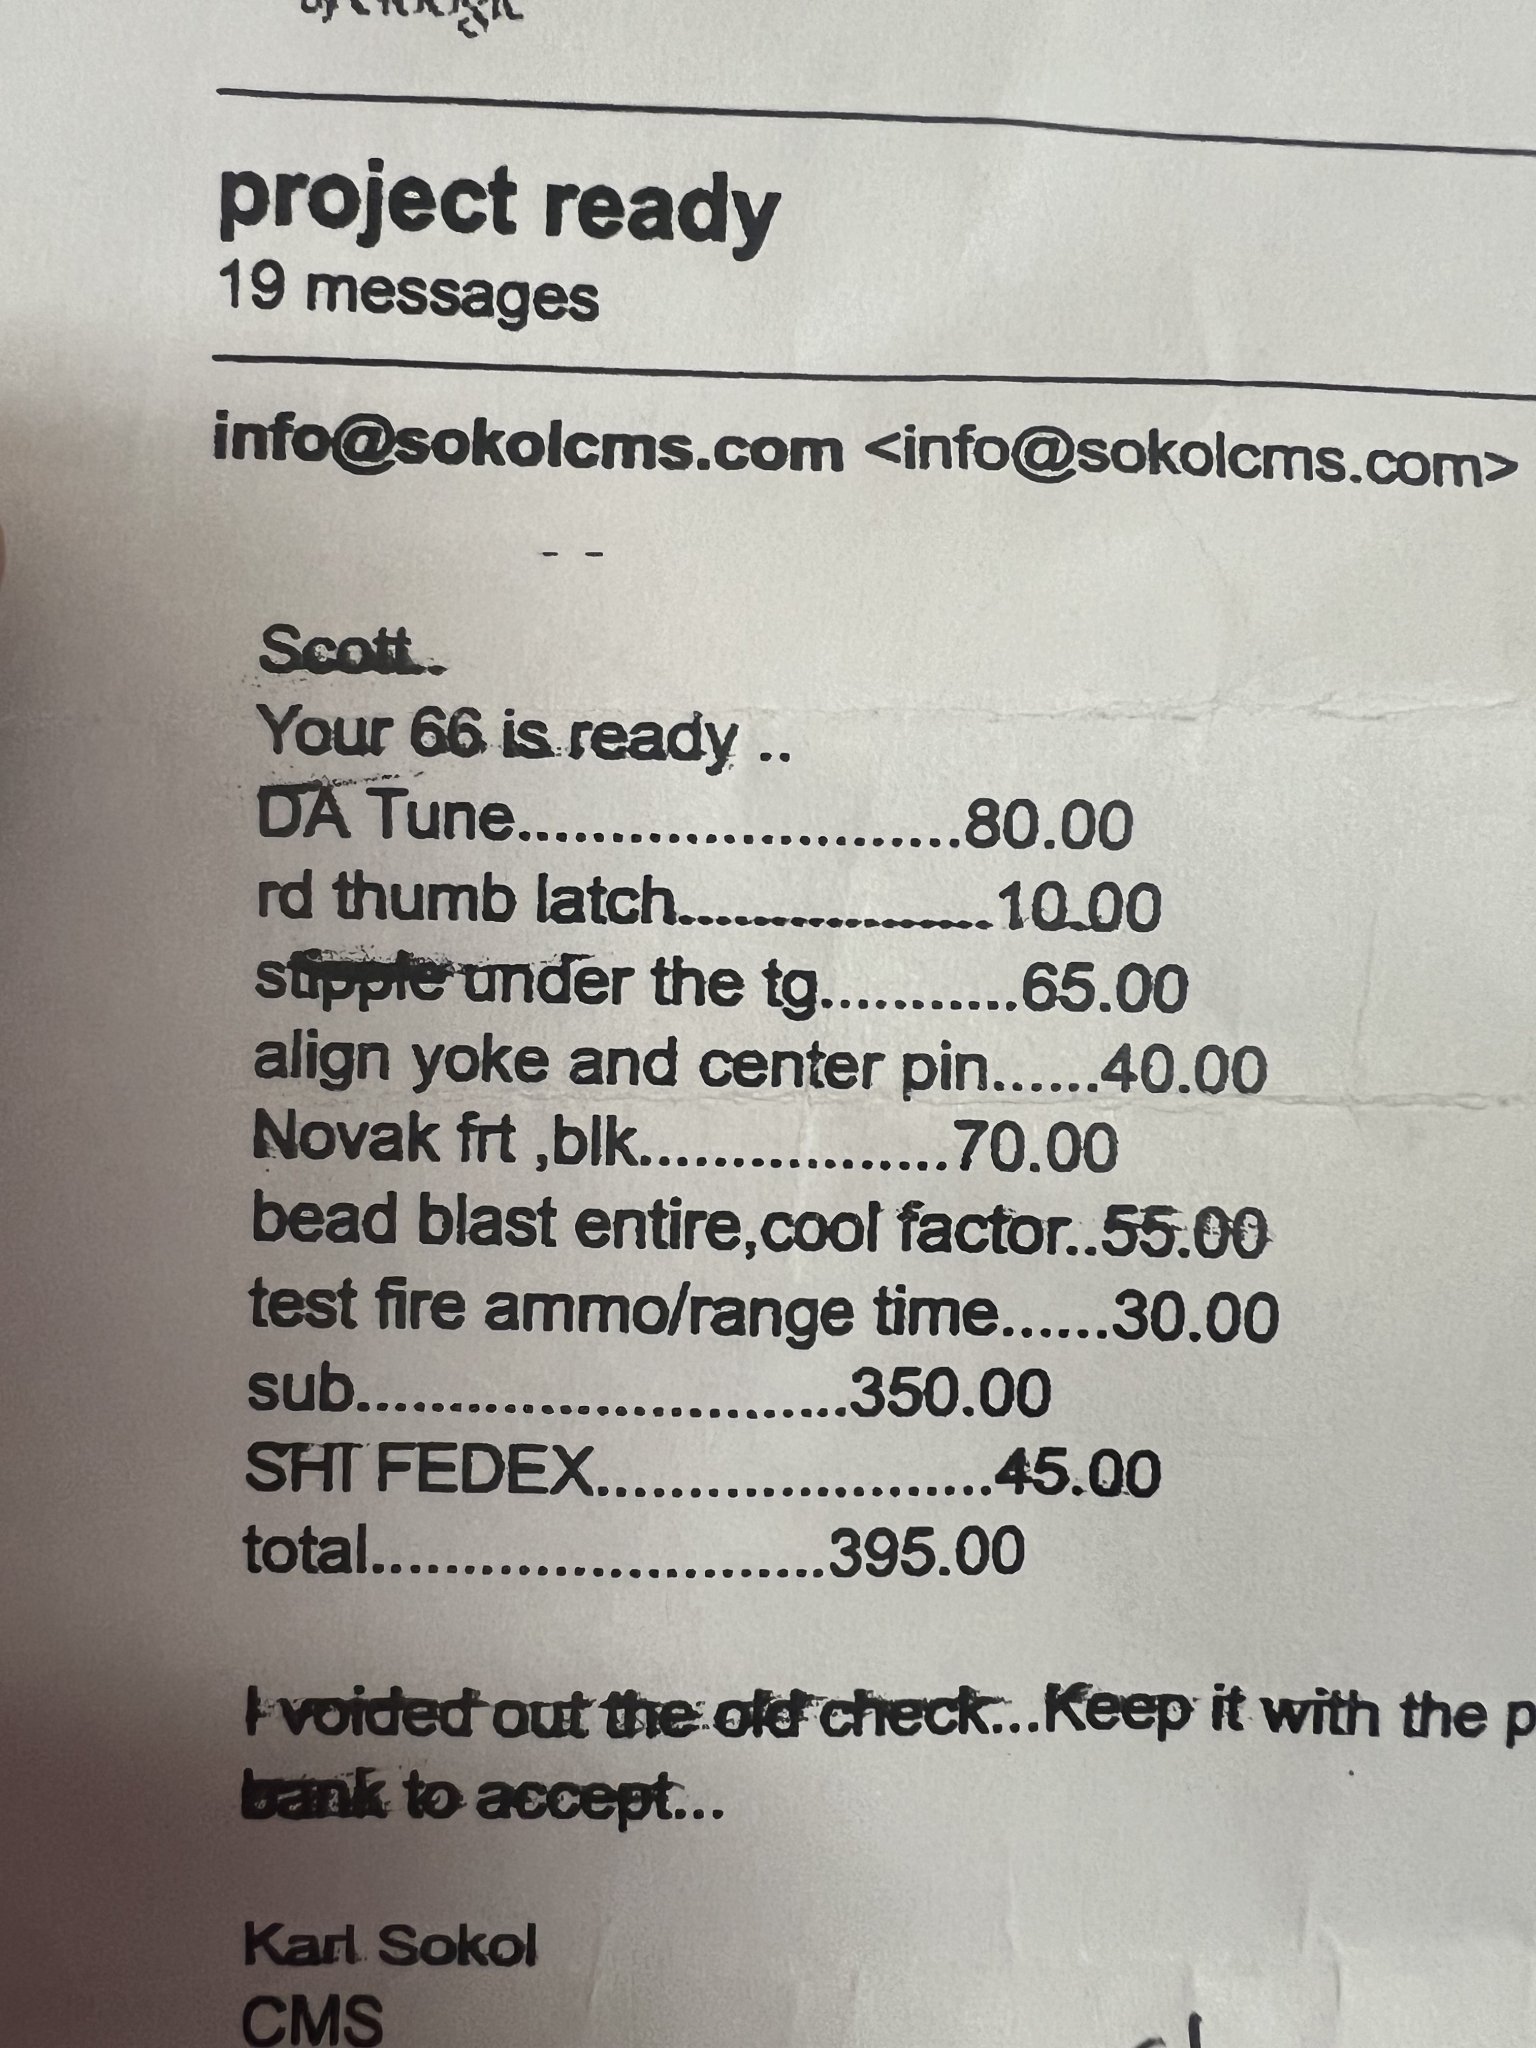 project ready
19 messages
info@sokolcms.com <info@sokolcms.com>
- -
Scott..
Your 66 is ready ..
DA Tune........................80.00
rd thumb latch.................10.00
stipple under the tg...........65.00
align yoke and center pin......40.00
Novak frt ,blk.................70.00
bead blast entire,cool factor..55.00
test fire ammo/range time......30.00
sub...........................350.00
SHI FEDEX......................45.00
total.........................395.00
I voided out the old check...Keep it with the p
bank to accept...
Karl Sokol
CMS